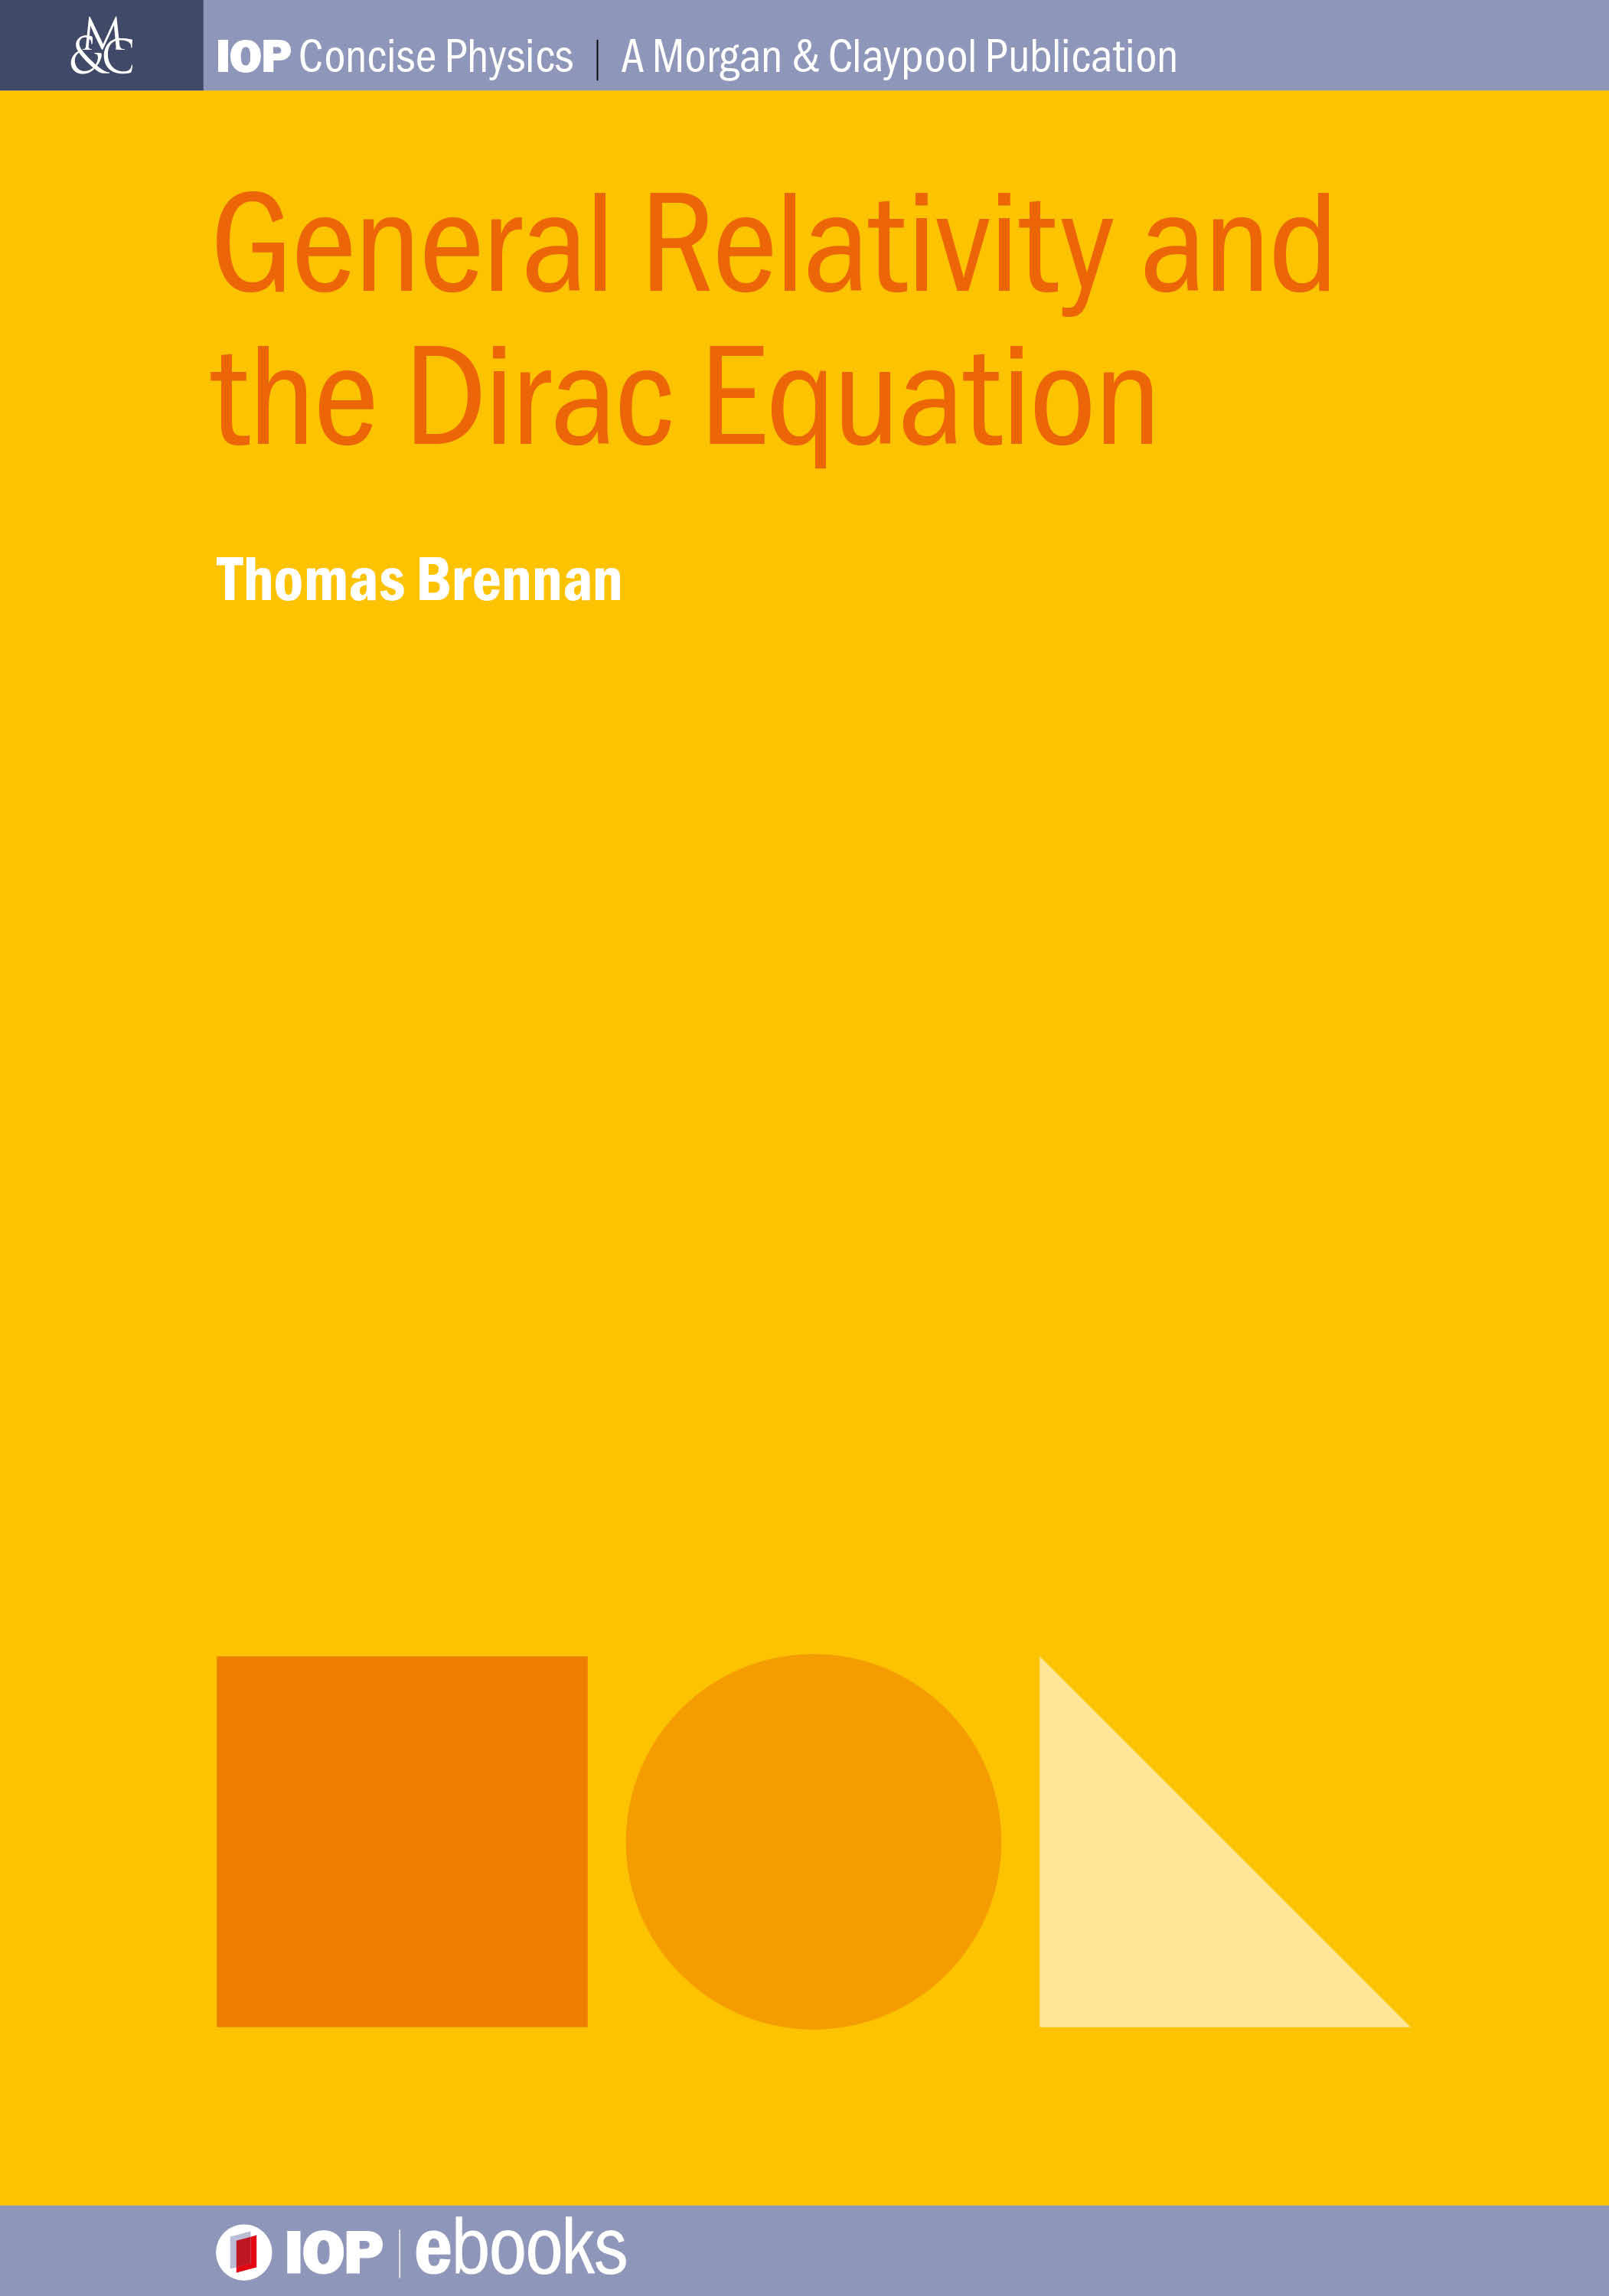 M&C
IOP Concise Physics | A Morgan & Claypool Publication
General Relativity and
the Dirac Equation
Thomas Brennan
IOP | ebooks